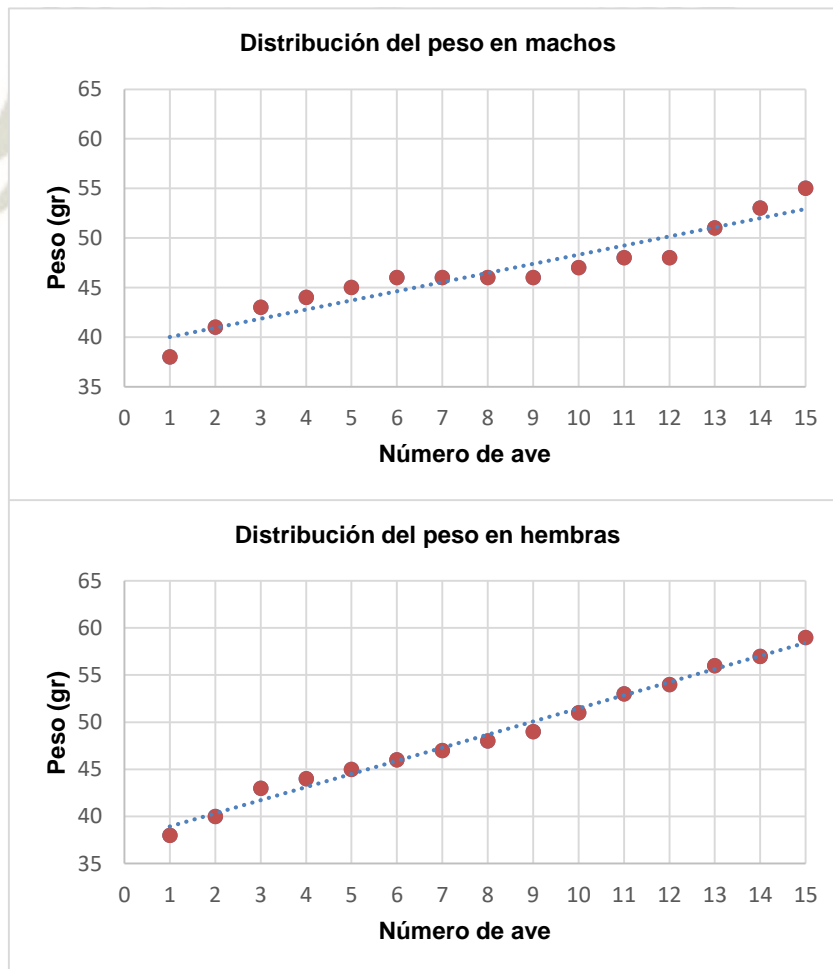 Distribución del peso en machos
65
60
55
50
45
40
35
Peso (gr)
0 1 2 3 4 5 6 7 8 9 10 11 12 13 14 15
Número de ave
Distribución del peso en hembras
65
60
55
50
45
40
35
Peso (gr)
0 1 2 3 4 5 6 7 8 9 10 11 12 13 14 15
Número de ave